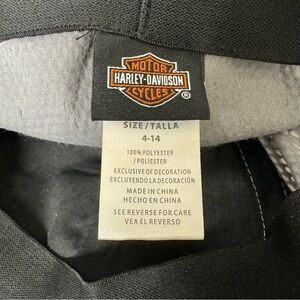 MOTOR
HARLEY-DAVIDSON
CYCLES
®
SIZE/TALLA
4-14
100% POLYESTER
/POLIESTER
EXCLUSIVE OF DECORATION
EXCLUYENDO LA DECORACIÓN
MADE IN CHINA
HECHO EN CHINA
SEE REVERSE FOR CARE
VEA EL REVERSO